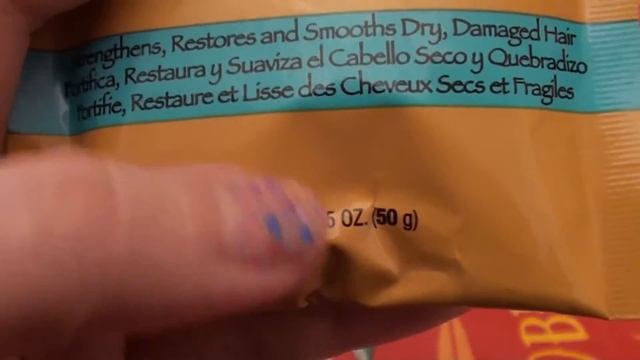 Strengthens, Restores and Smooths Dry, Damaged Hair
Fortifica, Restaura y Suaviza el Cabello Seco y Quebradizo
Fortifie, Restaure et Lisse des Cheveux Secs et Fragiles
5 OZ. (50 g)